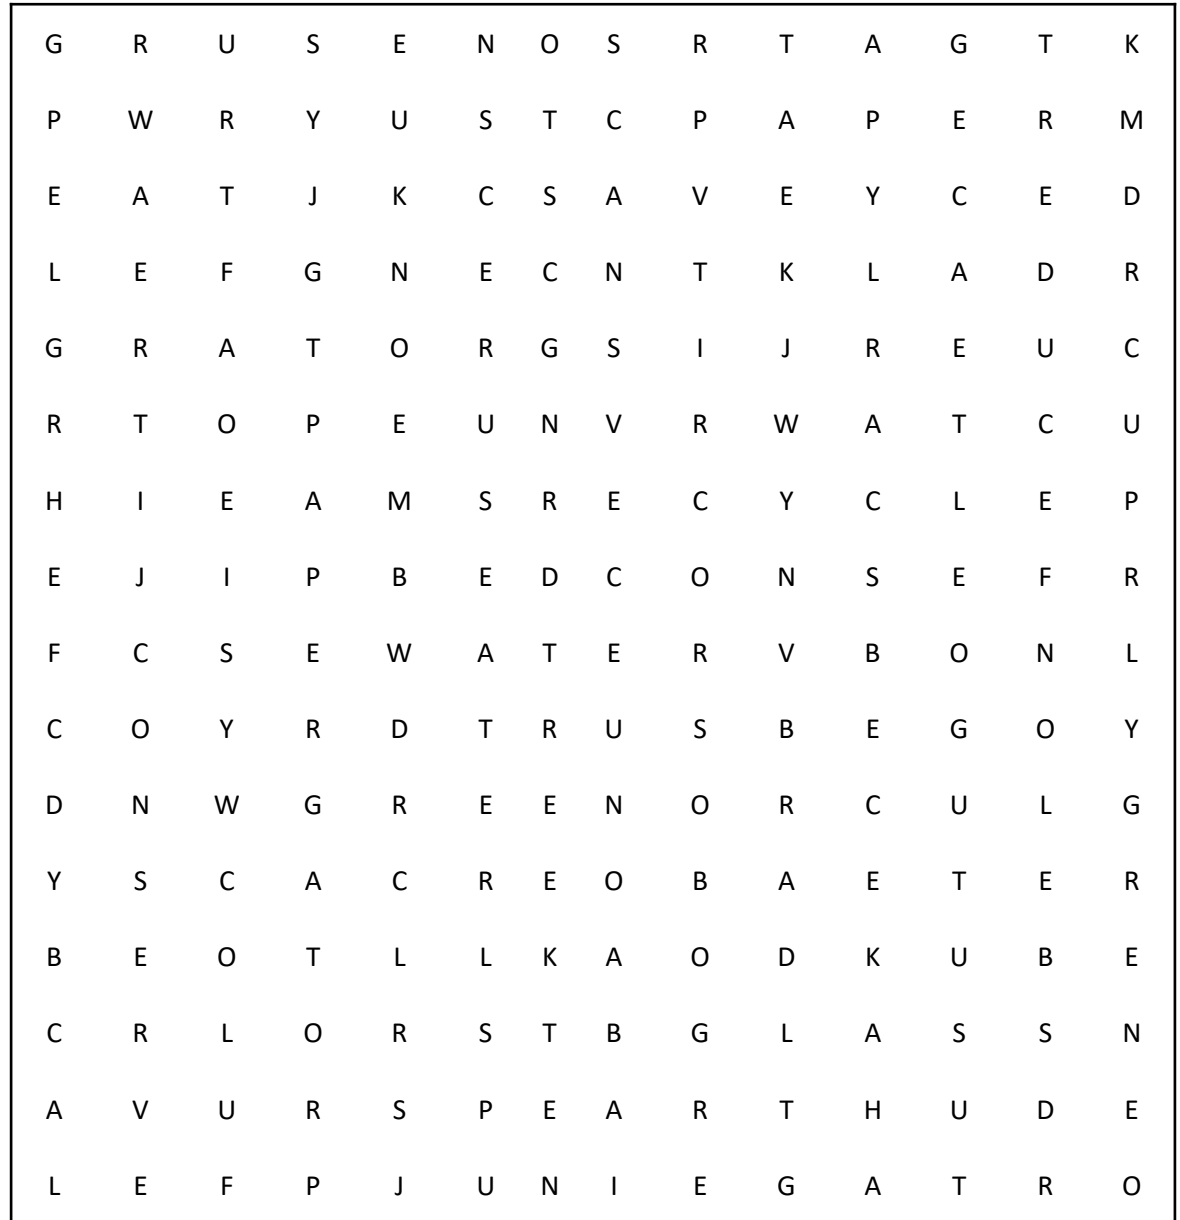 G R U S E N O S R T A G T K
P W R Y U S T C P A P E R M
E A T J K C S A V E Y C E D
L E F G N E C N T K L A D R
G R A T O R G S I J R E U C
R T O P E U N V R W A T C U
H I E A M S R E C Y C L E P
E J I P B E D C O N S E F R
F C S E W A T E R V B O N L
C O Y R D T R U S B E G O Y
D N W G R E E N O R C U L G
Y S C A C R E O B A E T E R
B E O T L L K A O D K U B E
C R L O R S T B G L A S S N
A V U R S P E A R T H U D E
L E F P J U N I E G A T R O